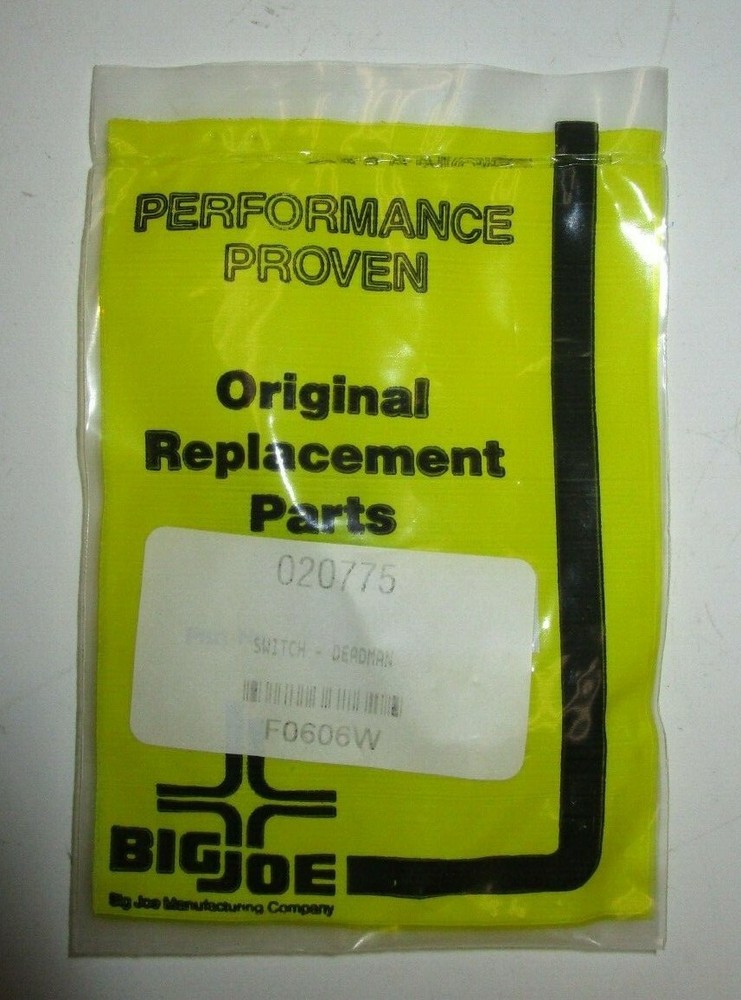 PERFORMANCE
PROVEN
Original
Replacement
Parts
020775
SWITCH - DEADMAN
F0606W
BIG JOE
Big Joe Manufacturing Company